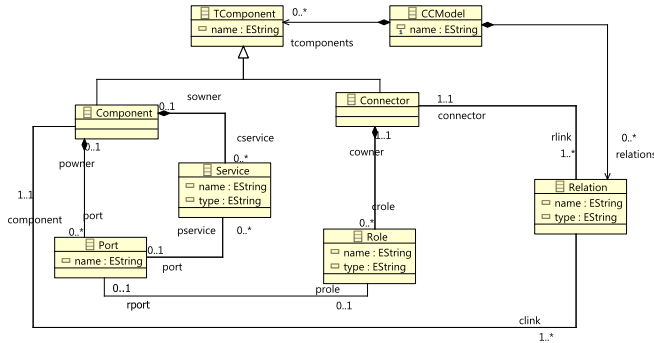 TComponent
name : EString
0..*
tcomponents
CCModel
name : EString
sowner
Component
0..1
0..1
powner
cservice
0..*
Service
name : EString
type : EString
Connector
1..1
connector
1..1
cowner
rlink
1..*
0..*
relations
Relation
name : EString
type : EString
1..1
component
port
0..*
pservice
0..*
crole
0..*
Port
name : EString
0..1
port
Role
name : EString
type : EString
0..1
rport
prole
0..1
clink
1..*